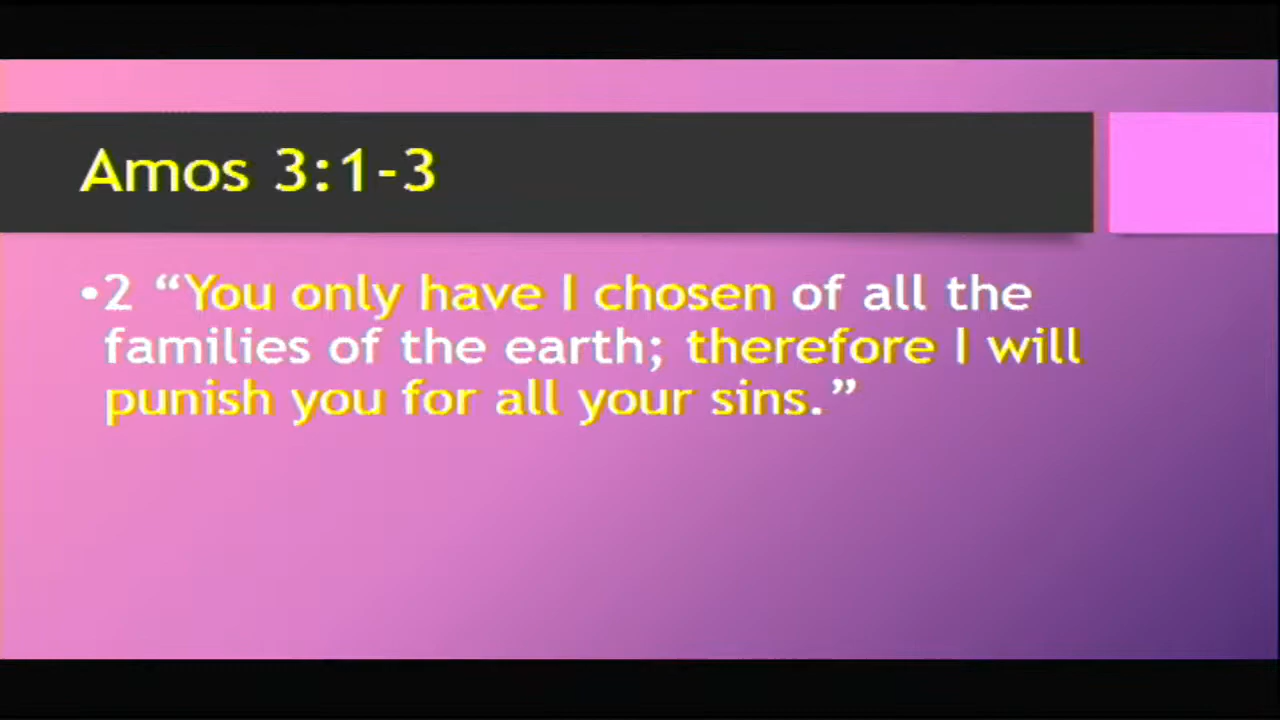 Amos 3:1-3
•2 “You only have I chosen of all the
families of the earth; therefore I will
punish you for all your sins.”